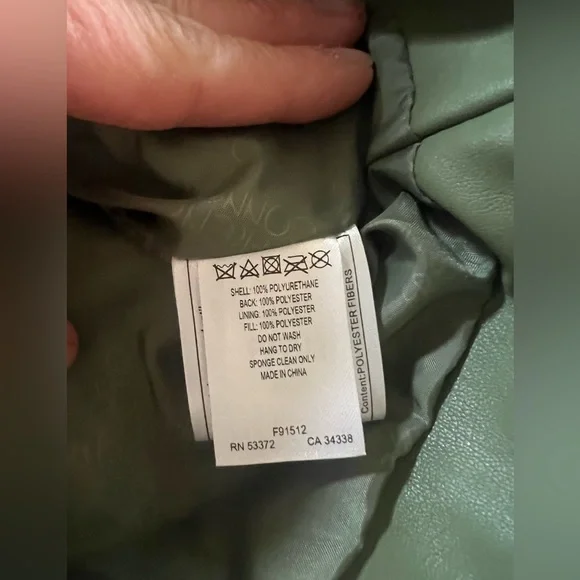 SHELL: 100% POLYURETHANE
BACK: 100% POLYESTER
LINING: 100% POLYESTER
FILL: 100% POLYESTER
DO NOT WASH
HANG TO DRY
SPONGE CLEAN ONLY
MADE IN CHINA
F91512
RN 53372 CA 34338
Content:POLYESTER FIBERS